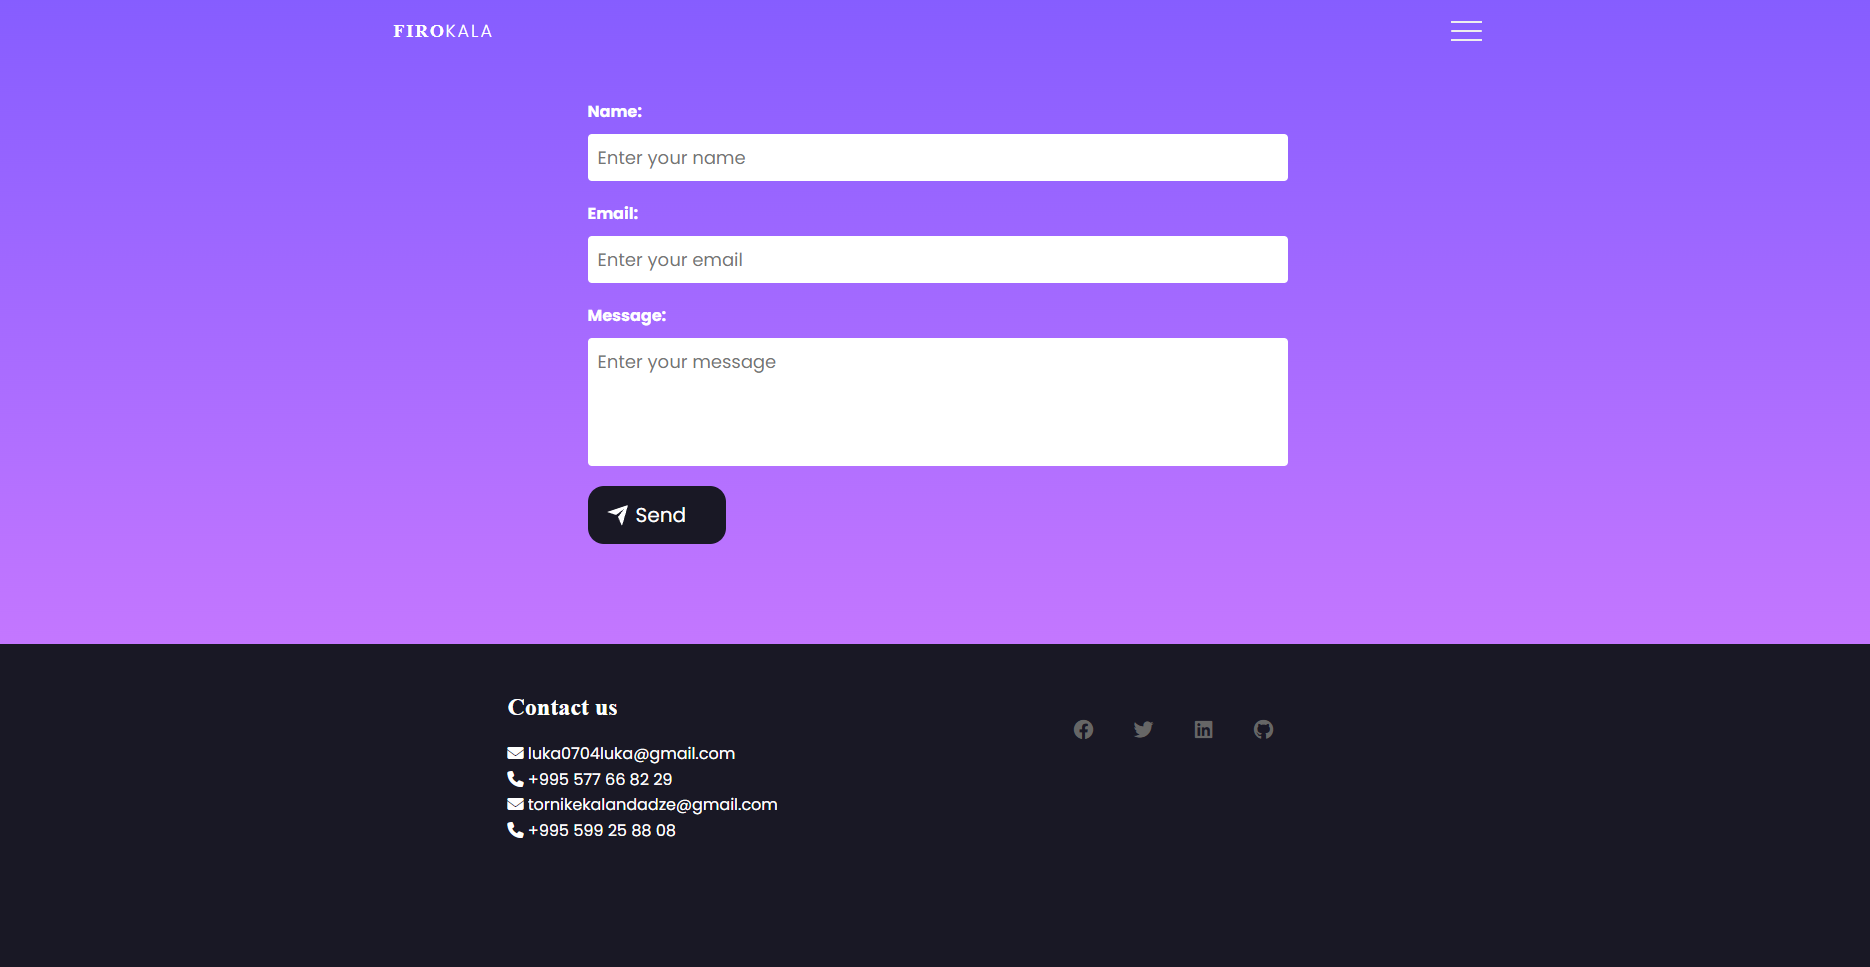 FIROKALA
Name:
Enter your name
Email:
Enter your email
Message:
Enter your message
Send
Contact us
luka0704luka@gmail.com
+995 577 66 82 29
tornikekalandadze@gmail.com
+995 599 25 88 08